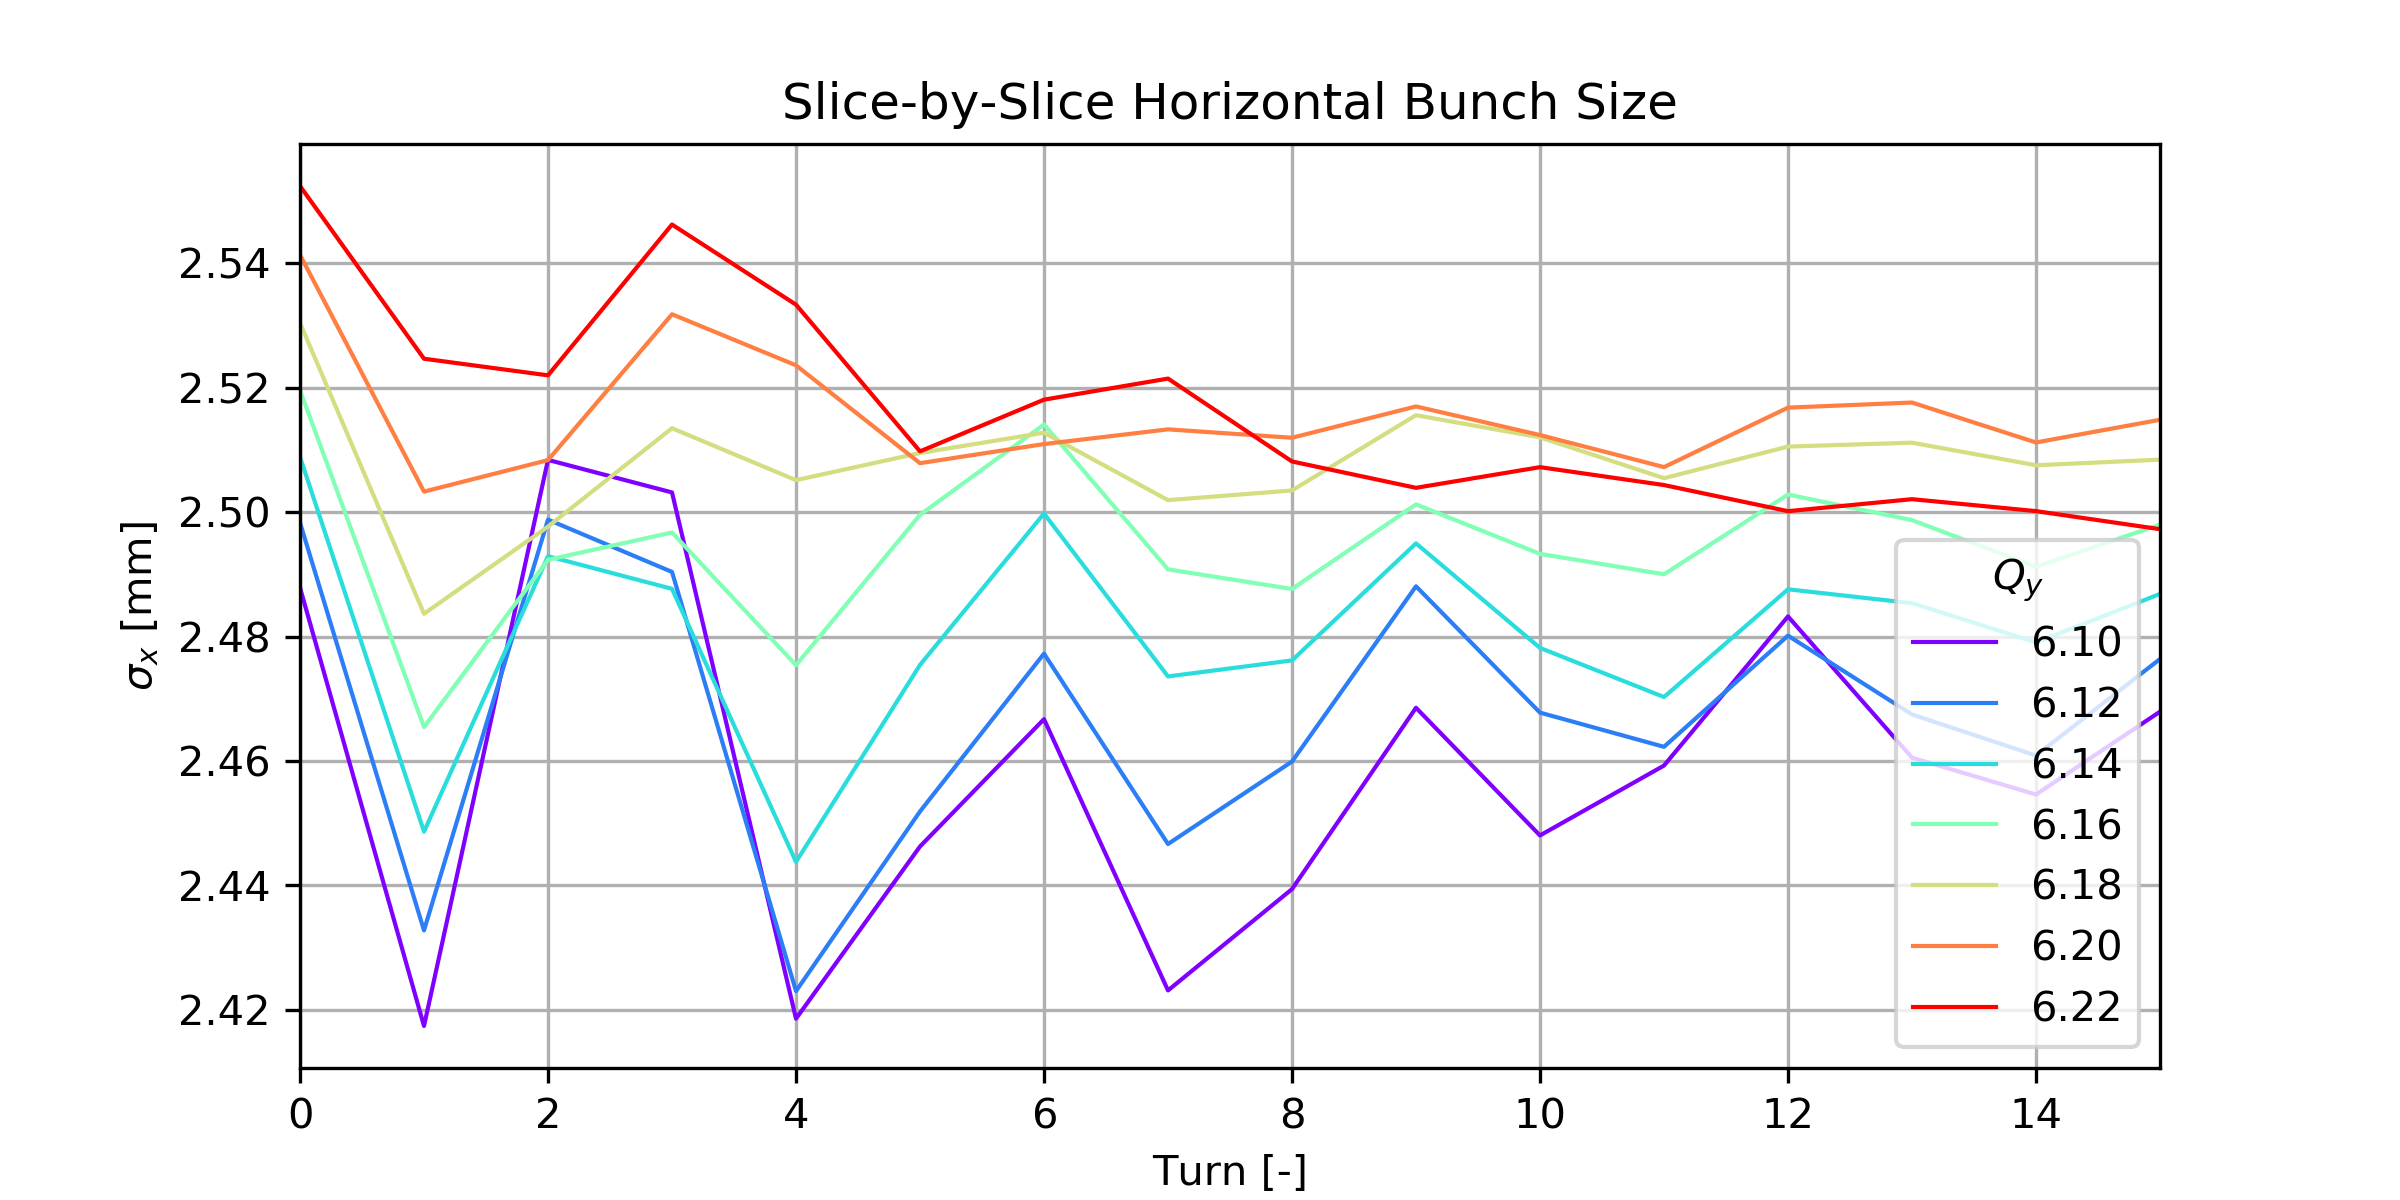 Slice-by-Slice Horizontal Bunch Size
σx [mm]
2.54
2.52
2.50
2.48
2.46
2.44
2.42
0 2 4 6 8 10 12 14
Turn [-]
Qy
6.10
6.12
6.14
6.16
6.18
6.20
6.22